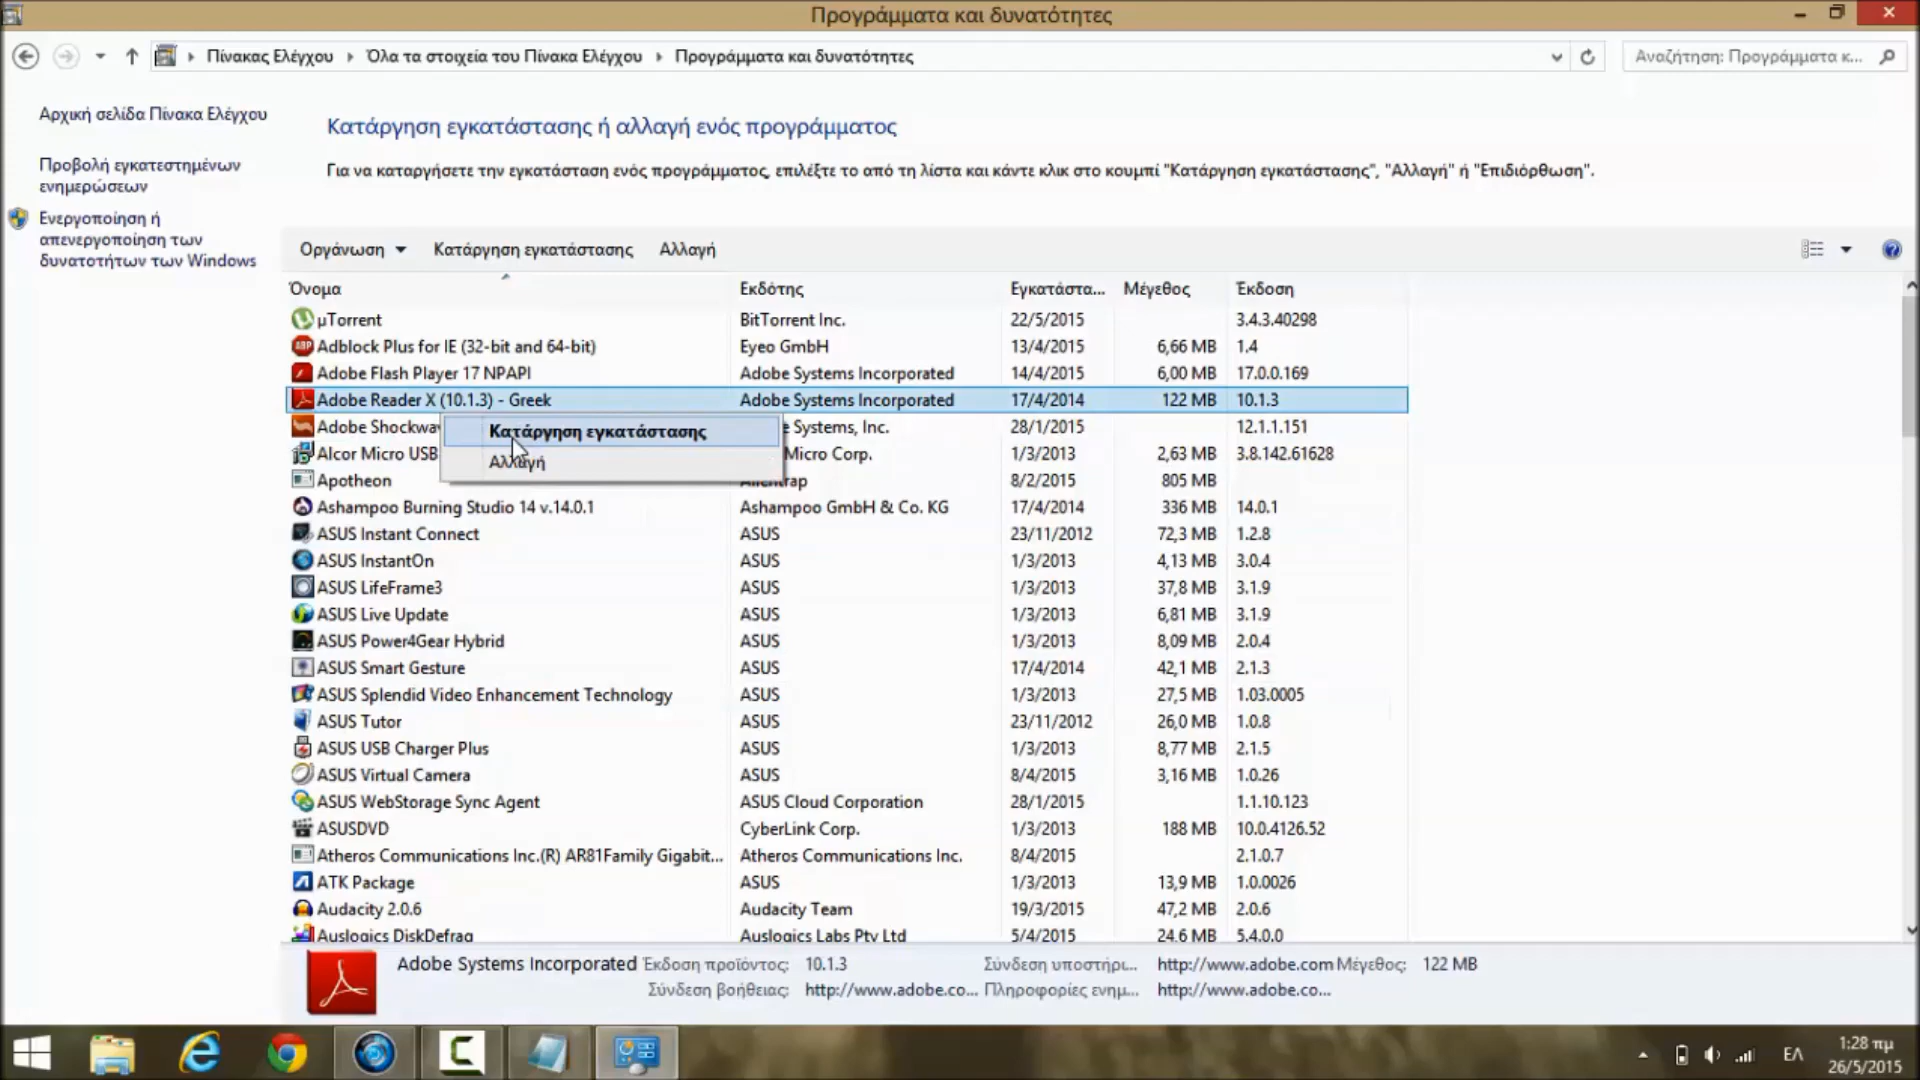 Προγράμματα και δυνατότητες
Πίνακας Ελέγχου Όλα τα στοιχεία του Πίνακα Ελέγχου Προγράμματα και δυνατότητες
Αναζήτηση: Προγράμματα κ...
Αρχική σελίδα Πίνακα Ελέγχου
Προβολή εγκατεστημένων
ενημερώσεων
Ενεργοποίηση ή
απενεργοποίηση των
δυνατοτήτων των Windows
Κατάργηση εγκατάστασης ή αλλαγή ενός προγράμματος
Για να καταργήσετε την εγκατάσταση ενός προγράμματος, επιλέξτε το από τη λίστα και κάντε κλικ στο κουμπί "Κατάργηση εγκατάστασης", "Αλλαγή" ή "Επιδιόρθωση".
Οργάνωση Κατάργηση εγκατάστασης Αλλαγή
Όνομα Εκδότης Εγκατάστα... Μέγεθος Έκδοση
μTorrent BitTorrent Inc. 22/5/2015 3.4.3.40298
Adblock Plus for IE (32-bit and 64-bit) Eyeo GmbH 13/4/2015 6,66 MB 1.4
Adobe Flash Player 17 NPAPI Adobe Systems Incorporated 14/4/2015 6,00 MB 17.0.0.169
Adobe Reader X (10.1.3) - Greek Adobe Systems Incorporated 17/4/2014 122 MB 10.1.3
Adobe Shockwav e Systems, Inc. 28/1/2015 12.1.1.151
Κατάργηση εγκατάστασης
Alcor Micro USB Micro Corp. 1/3/2013 2,63 MB 3.8.142.61628
Αλλαγή
Apotheon Alientrap 8/2/2015 805 MB
Ashampoo Burning Studio 14 v.14.0.1 Ashampoo GmbH & Co. KG 17/4/2014 336 MB 14.0.1
ASUS Instant Connect ASUS 23/11/2012 72,3 MB 1.2.8
ASUS InstantOn ASUS 1/3/2013 4,13 MB 3.0.4
ASUS LifeFrame3 ASUS 1/3/2013 37,8 MB 3.1.9
ASUS Live Update ASUS 1/3/2013 6,81 MB 3.1.9
ASUS Power4Gear Hybrid ASUS 1/3/2013 8,09 MB 2.0.4
ASUS Smart Gesture ASUS 17/4/2014 42,1 MB 2.1.3
ASUS Splendid Video Enhancement Technology ASUS 1/3/2013 27,5 MB 1.03.0005
ASUS Tutor ASUS 23/11/2012 26,0 MB 1.0.8
ASUS USB Charger Plus ASUS 1/3/2013 8,77 MB 2.1.5
ASUS Virtual Camera ASUS 8/4/2015 3,16 MB 1.0.26
ASUS WebStorage Sync Agent ASUS Cloud Corporation 28/1/2015 1.1.10.123
ASUSDVD CyberLink Corp. 1/3/2013 188 MB 10.0.4126.52
Atheros Communications Inc.(R) AR81Family Gigabit... Atheros Communications Inc. 8/4/2015 2.1.0.7
ATK Package ASUS 1/3/2013 13,9 MB 1.0.0026
Audacity 2.0.6 Audacity Team 19/3/2015 47,2 MB 2.0.6
Auslogics DiskDefrag Auslogics Labs Pty Ltd 5/4/2015 24,6 MB 5.4.0.0
Adobe Systems Incorporated Έκδοση προϊόντος: 10.1.3 Σύνδεση υποστήρι... http://www.adobe.com Μέγεθος: 122 MB
Σύνδεση βοήθειας: http://www.adobe.co... Πληροφορίες ενημ... http://www.adobe.co...
ΕΛ
1:28 πμ
26/5/2015